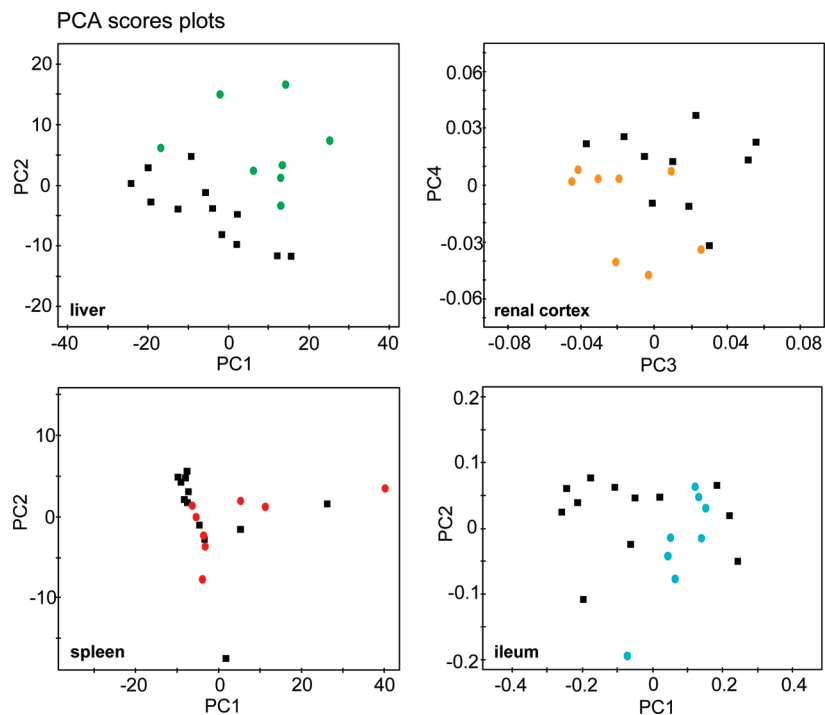 PCA scores plots
20
10
0
-10
-20
PC2
liver
-40
-20
0
20
40
PC1
0.06
0.03
0
-0.03
-0.06
PC4
renal cortex
-0.08
-0.04
0
0.04
0.08
PC3
10
0
-10
PC2
spleen
-20
0
20
40
PC1
0.2
0.1
0
-0.1
-0.2
PC2
ileum
-0.4
-0.2
0
0.2
0.4
PC1